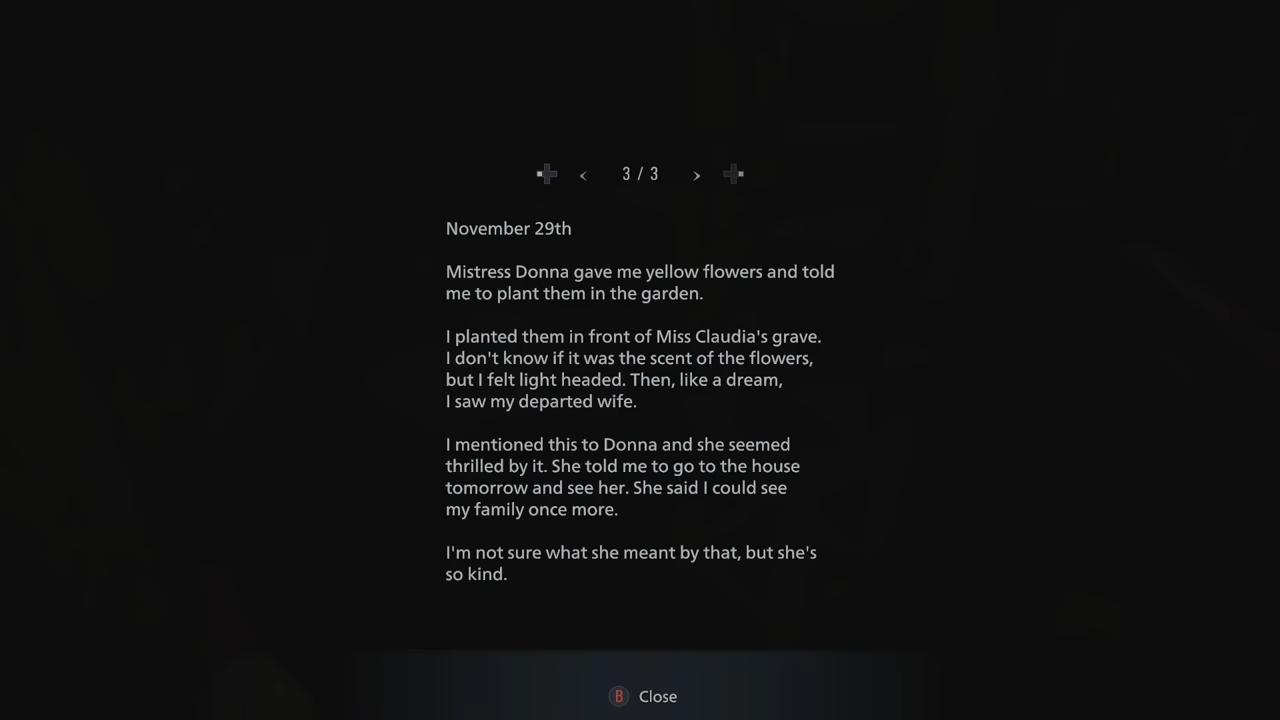 < 3 / 3 >
November 29th
Mistress Donna gave me yellow flowers and told
me to plant them in the garden.
I planted them in front of Miss Claudia's grave.
I don't know if it was the scent of the flowers,
but I felt light headed. Then, like a dream,
I saw my departed wife.
I mentioned this to Donna and she seemed
thrilled by it. She told me to go to the house
tomorrow and see her. She said I could see
my family once more.
I'm not sure what she meant by that, but she's
so kind.
B Close